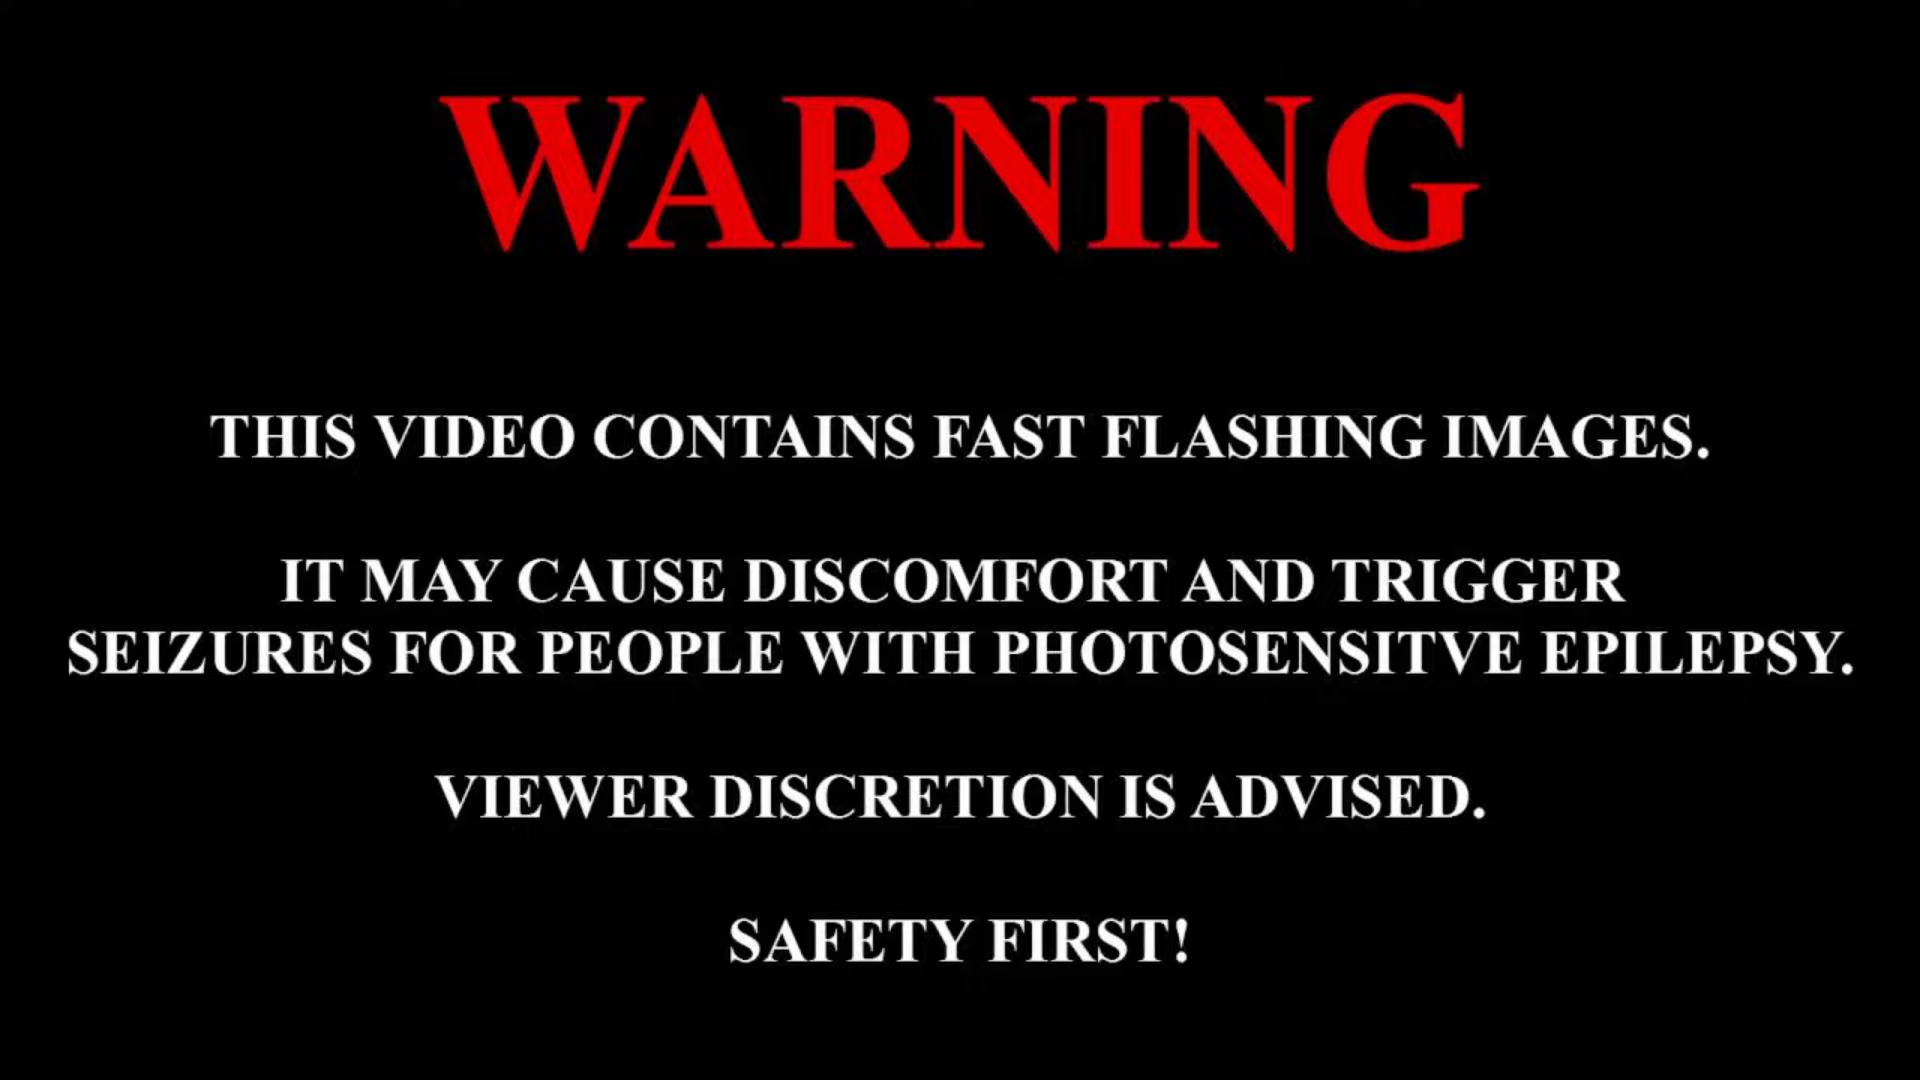 WARNING
THIS VIDEO CONTAINS FAST FLASHING IMAGES.
IT MAY CAUSE DISCOMFORT AND TRIGGER
SEIZURES FOR PEOPLE WITH PHOTOSENSITVE EPILEPSY.
VIEWER DISCRETION IS ADVISED.
SAFETY FIRST!